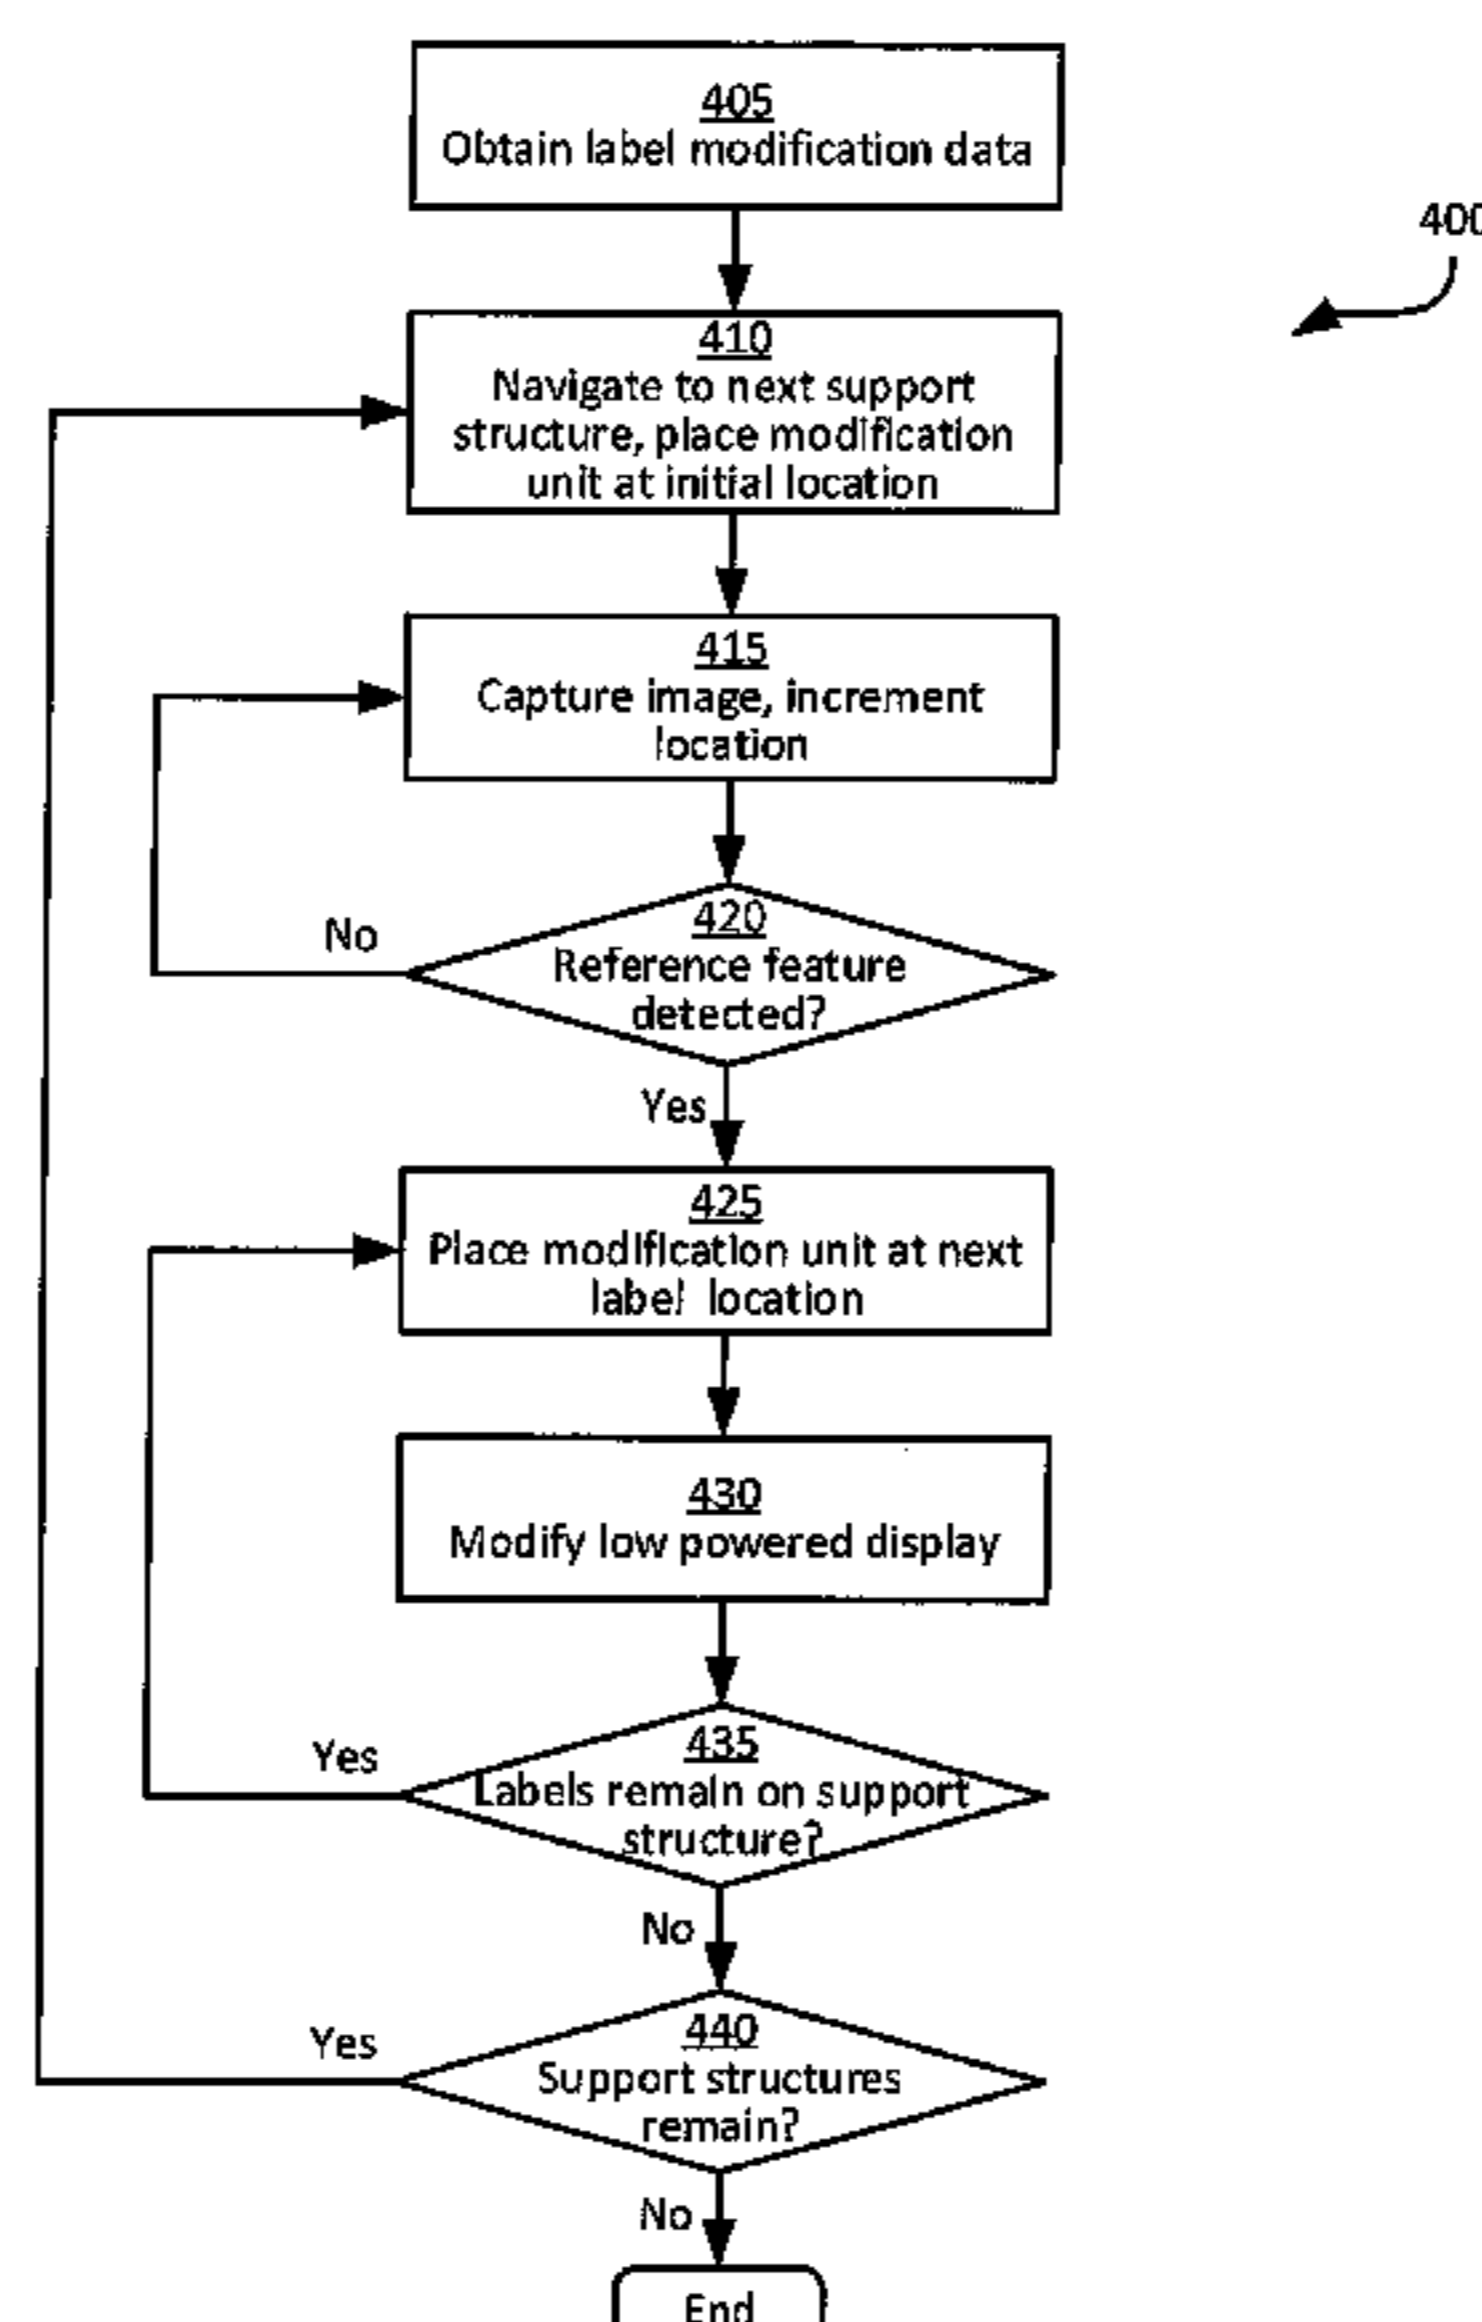 405
Obtain label modification data
400
410
Navigate to next support
structure, place modification
unit at initial location
415
Capture image, increment
location
420
Reference feature
detected?
No
Yes
425
Place modification unit at next
label location
430
Modify low powered display
435
Labels remain on support
structure?
Yes
No
440
Support structures
remain?
Yes
No
End